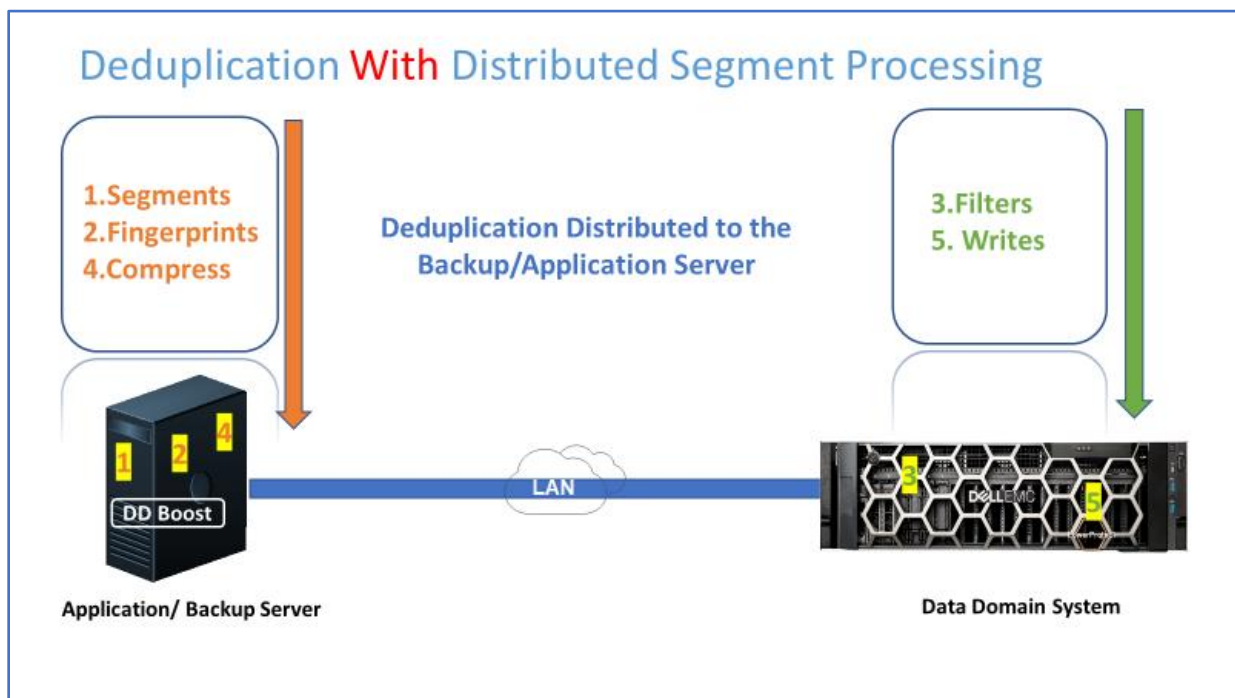 Deduplication With Distributed Segment Processing
1.Segments
2.Fingerprints
4.Compress
Deduplication Distributed to the
Backup/Application Server
3.Filters
5. Writes
1
2
4
DD Boost
LAN
3
DELLEMC
5
PowerProtect
Application/ Backup Server
Data Domain System